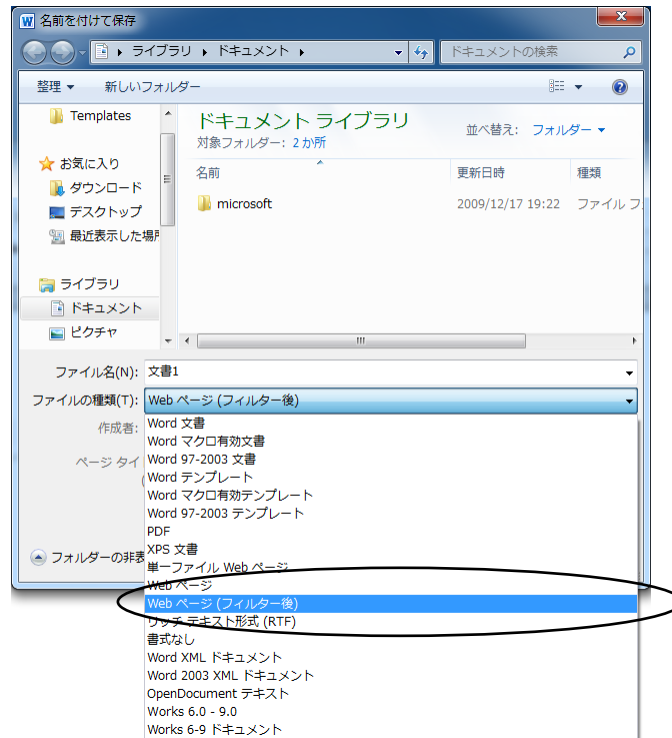 名前を付けて保存
ライブラリ ドキュメント
ドキュメントの検索
整理 新しいフォルダー
Templates
お気に入り
ダウンロード
デスクトップ
最近表示した場所
ライブラリ
ドキュメント
ピクチャ
ドキュメント ライブラリ
対象フォルダー: 2 か所
並べ替え: フォルダー
名前 更新日時 種類
microsoft 2009/12/17 19:22 ファイル フ
ファイル名(N): 文書1
ファイルの種類(T): Web ページ (フィルター後)
作成者:
ページ タイ
フォルダーの非表
Word 文書
Word マクロ有効文書
Word 97-2003 文書
Word テンプレート
Word マクロ有効テンプレート
Word 97-2003 テンプレート
PDF
XPS 文書
単一ファイル Web ページ
Web ページ
Web ページ (フィルター後)
リッチ テキスト形式 (RTF)
書式なし
Word XML ドキュメント
Word 2003 XML ドキュメント
OpenDocument テキスト
Works 6.0 - 9.0
Works 6-9 ドキュメント